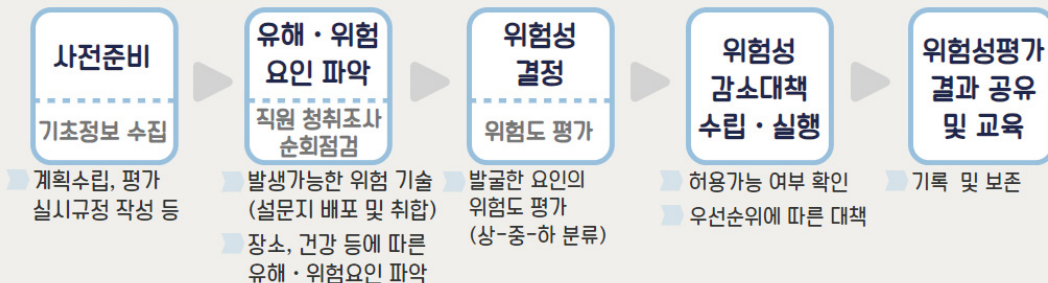 사전준비
기초정보 수집
계획수립, 평가
실시규정 작성 등
유해・위험
요인 파악
직원 청취조사
순회점검
발생가능한 위험 기술
(설문지 배포 및 취합)
장소, 건강 등에 따른
유해・위험요인 파악
위험성
결정
위험도 평가
발굴한 요인의
위험도 평가
(상-중-하 분류)
위험성
감소대책
수립・실행
허용가능 여부 확인
우선순위에 따른 대책
위험성평가
결과 공유
및 교육
기록 및 보존